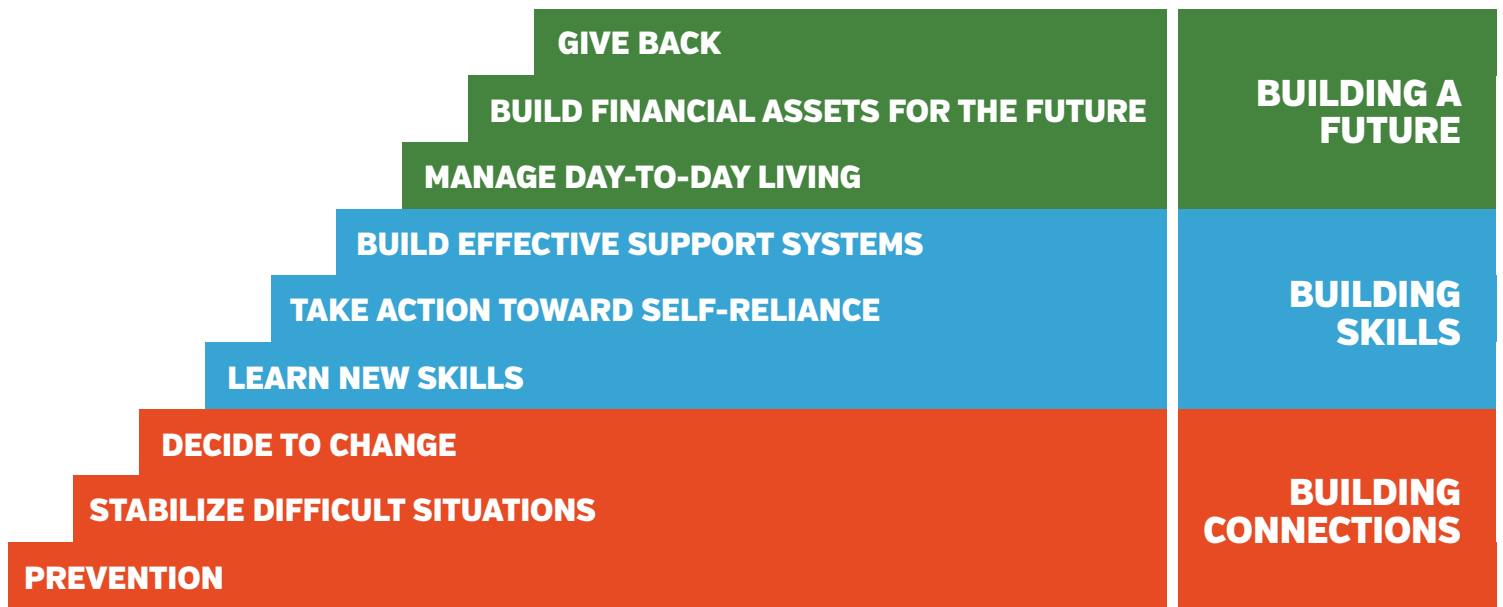 GIVE BACK
BUILD FINANCIAL ASSETS FOR THE FUTURE
MANAGE DAY-TO-DAY LIVING
BUILDING A
FUTURE
BUILD EFFECTIVE SUPPORT SYSTEMS
TAKE ACTION TOWARD SELF-RELIANCE
LEARN NEW SKILLS
BUILDING
SKILLS
DECIDE TO CHANGE
STABILIZE DIFFICULT SITUATIONS
PREVENTION
BUILDING
CONNECTIONS